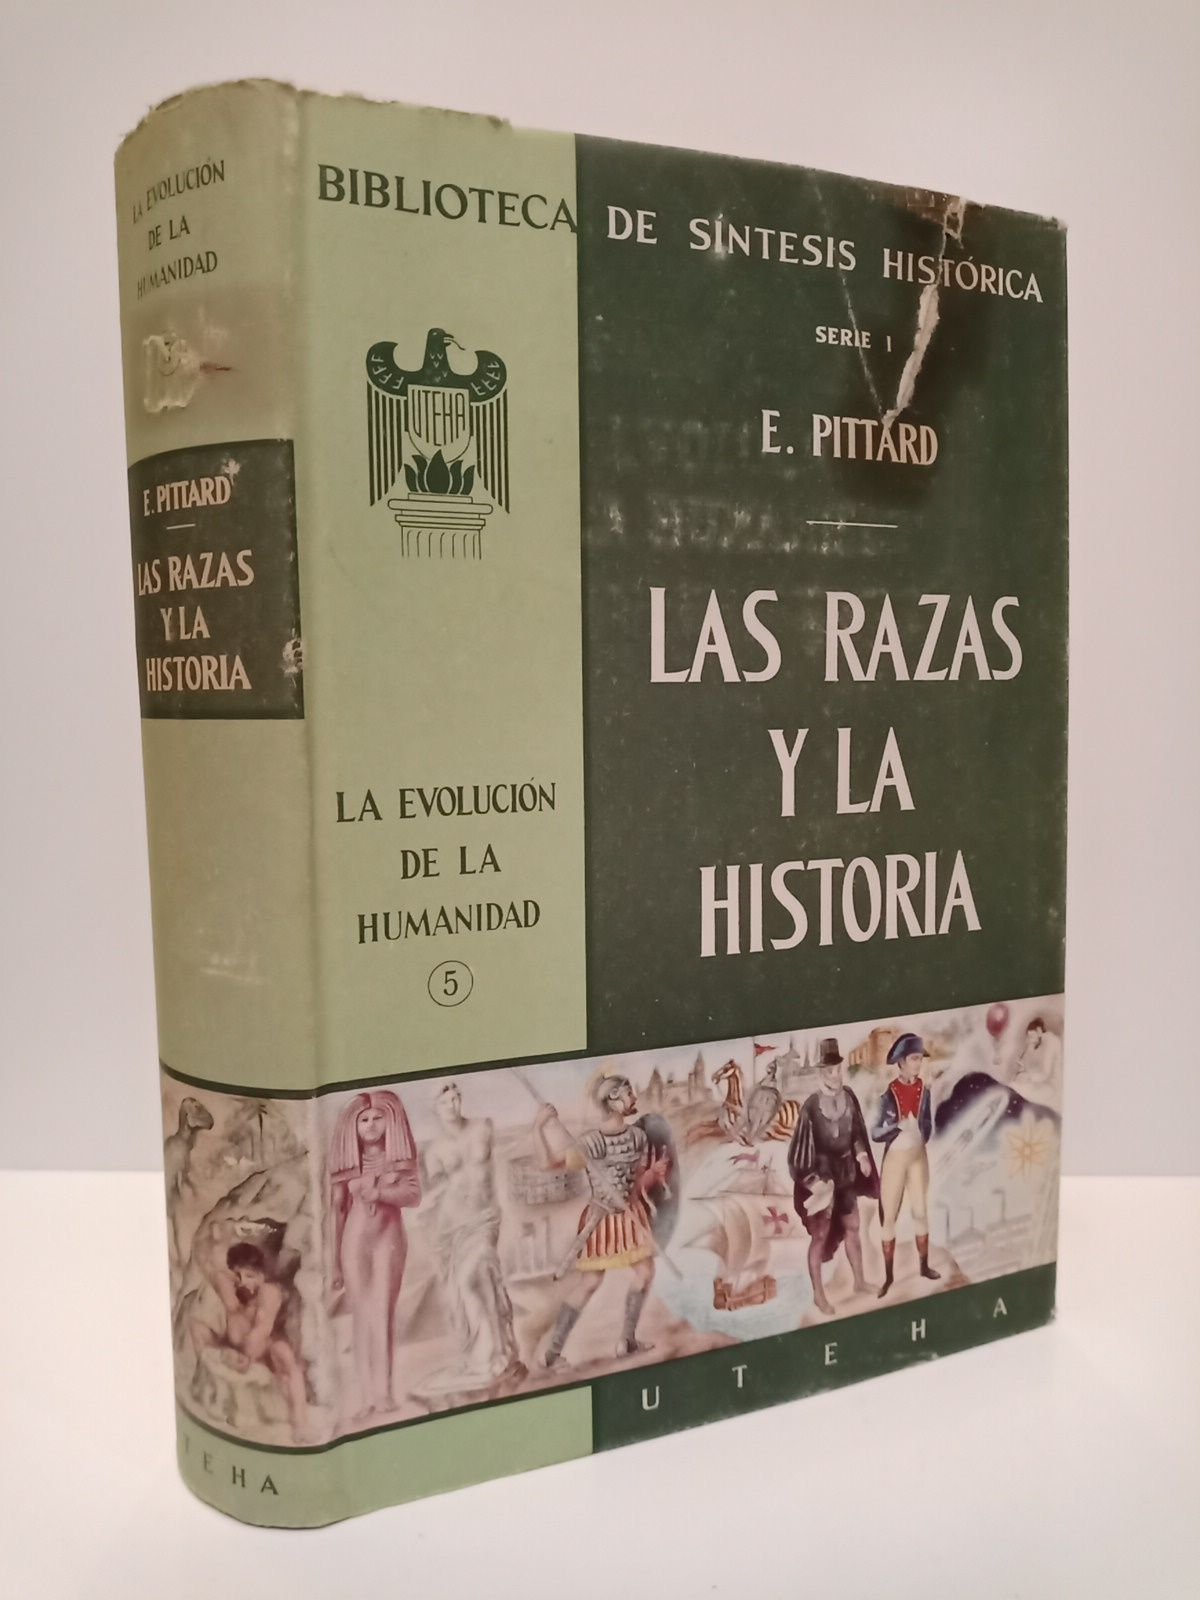 LA EVOLUCIÓN
DE LA
HUMANIDAD
E. PITTARD
LAS RAZAS
Y LA
HISTORIA
TEHA
BIBLIOTECA DE SÍNTESIS HISTÓRICA
SERIE I
UTEHA
E. PITTARD
LAS RAZAS
Y LA
HISTORIA
LA EVOLUCIÓN
DE LA
HUMANIDAD
5
UTEHA